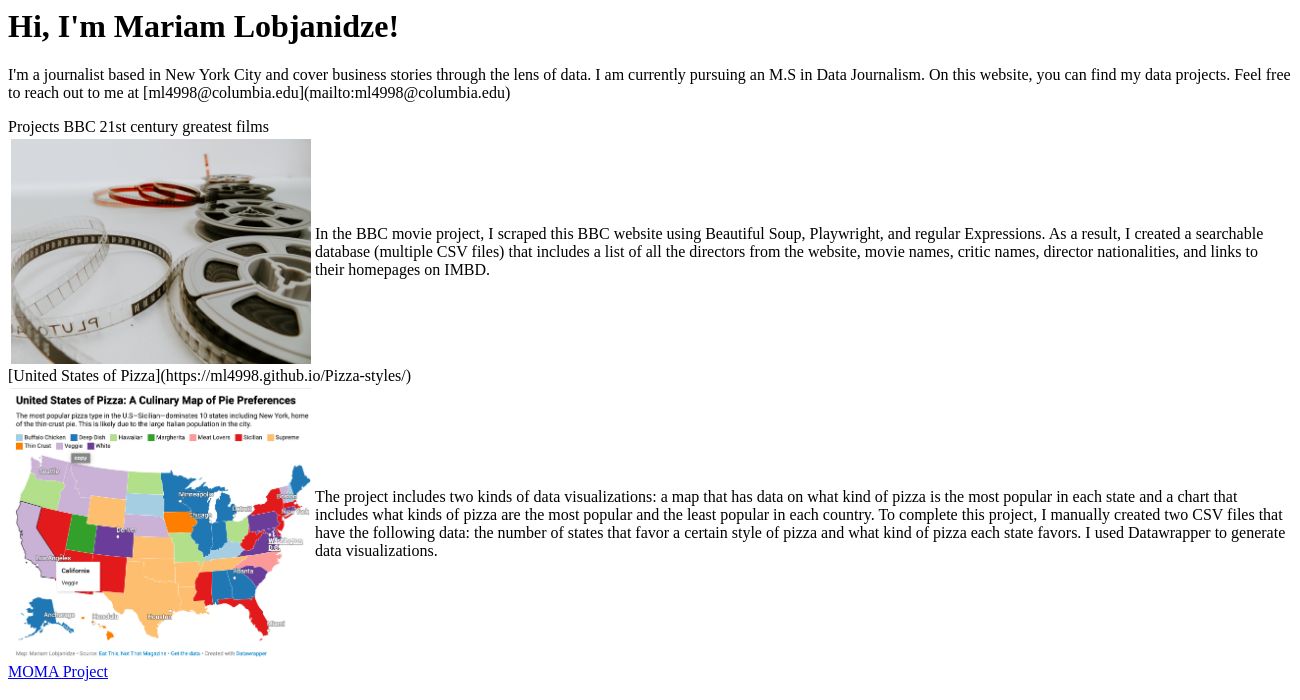 Hi, I'm Mariam Lobjanidze!
I'm a journalist based in New York City and cover business stories through the lens of data. I am currently pursuing an M.S in Data Journalism. On this website, you can find my data projects. Feel free
to reach out to me at [ml4998@columbia.edu](mailto:ml4998@columbia.edu)
Projects BBC 21st century greatest films
In the BBC movie project, I scraped this BBC website using Beautiful Soup, Playwright, and regular Expressions. As a result, I created a searchable
database (multiple CSV files) that includes a list of all the directors from the website, movie names, critic names, director nationalities, and links to
their homepages on IMBD.
[United States of Pizza](https://ml4998.github.io/Pizza-styles/)
United States of Pizza: A Culinary Map of Pie Preferences
The most popular pizza type in the U.S—Sicilian—dominates 10 states including New York, home
of the thin-crust pie. This is likely due to the large Italian population in the city.
Buffalo Chicken Deep Dish Hawaiian Margherita Meat Lovers Sicilian Supreme
Thin Crust Veggie White
copy
Seattle
Minneapolis
Boston
Detroit
New York
Chicago
Denver
Washington
D.C.
Los Angeles
California
Veggie
Atlanta
Anchorage
Honolulu
Houston
Miami
Map: Mariam Lobjanidze • Source: Eat This, Not That Magazine • Get the data • Created with Datawrapper
The project includes two kinds of data visualizations: a map that has data on what kind of pizza is the most popular in each state and a chart that
includes what kinds of pizza are the most popular and the least popular in each country. To complete this project, I manually created two CSV files that
have the following data: the number of states that favor a certain style of pizza and what kind of pizza each state favors. I used Datawrapper to generate
data visualizations.
MOMA Project